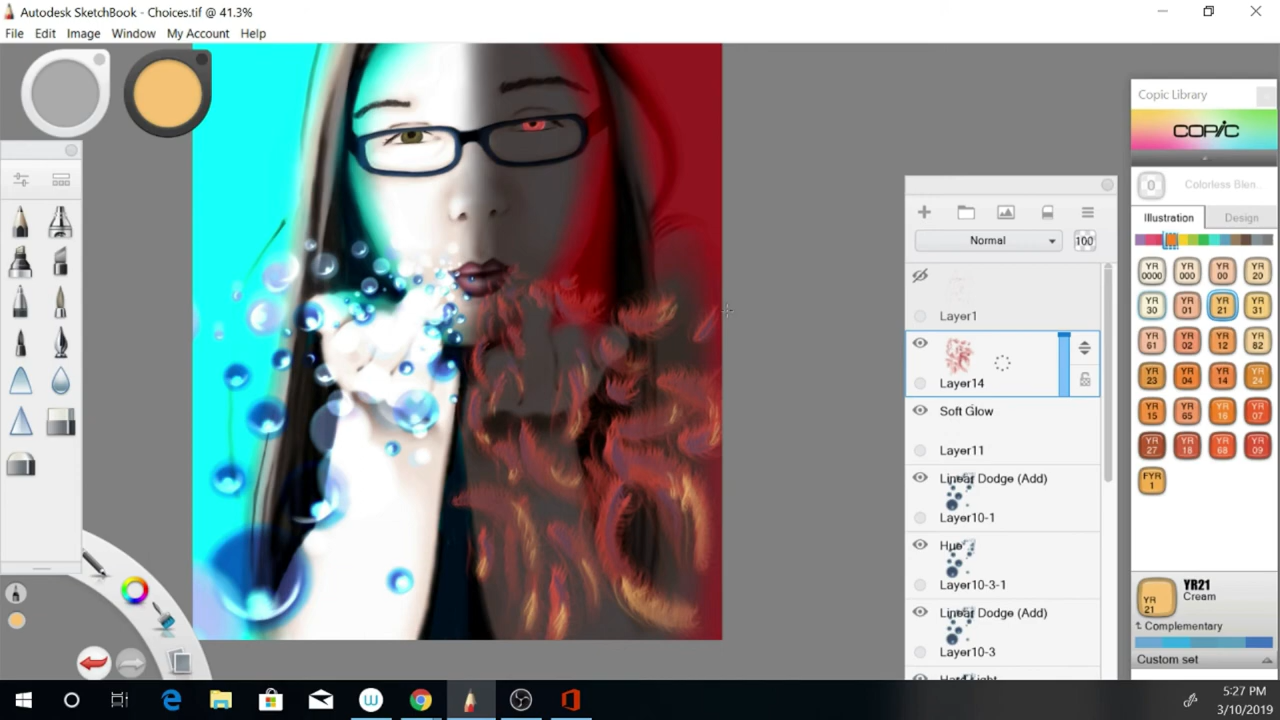 Autodesk SketchBook - Choices.tif @ 41.3%
File Edit Image Window My Account Help
Copic Library
COPIC
0 Colorless Blen..
Illustration Design
YR 0000 YR 000 YR 00 YR 20
YR 30 YR 01 YR 21 YR 31
YR 61 YR 02 YR 12 YR 82
YR 23 YR 04 YR 14 YR 24
YR 15 YR 65 YR 16 YR 07
YR 27 YR 18 YR 68 YR 09
FYR 1
YR 21
YR21
Cream
Complementary
Custom set
Normal 100
Layer1
Layer14
Soft Glow
Layer11
Linear Dodge (Add)
Layer10-1
Hue
Layer10-3-1
Linear Dodge (Add)
Layer10-3
5:27 PM
3/10/2019